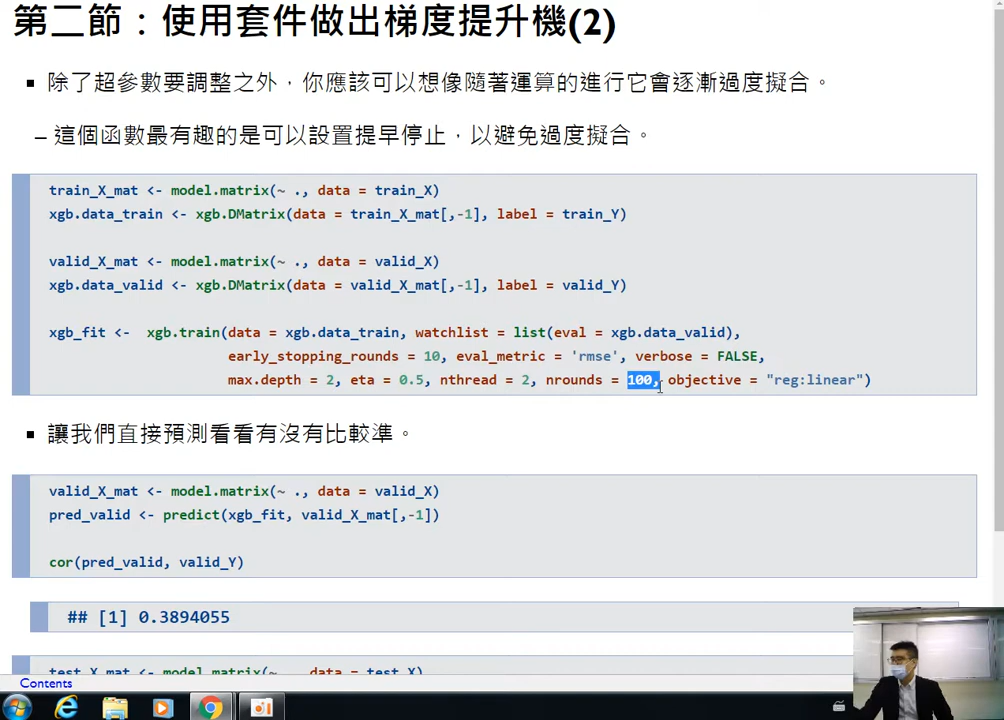 第二節：使用套件做出梯度提升機(2)
▪ 除了超參數要調整之外，你應該可以想像隨著運算的進行它會逐漸過度擬合。
– 這個函數最有趣的是可以設置提早停止，以避免過度擬合。
train_X_mat <- model.matrix(~ ., data = train_X)
xgb.data_train <- xgb.DMatrix(data = train_X_mat[,-1], label = train_Y)
valid_X_mat <- model.matrix(~ ., data = valid_X)
xgb.data_valid <- xgb.DMatrix(data = valid_X_mat[,-1], label = valid_Y)
xgb_fit <-  xgb.train(data = xgb.data_train, watchlist = list(eval = xgb.data_valid),
early_stopping_rounds = 10, eval_metric = 'rmse', verbose = FALSE,
max.depth = 2, eta = 0.5, nthread = 2, nrounds = 100, objective = "reg:linear")
▪ 讓我們直接預測看看有沒有比較準。
valid_X_mat <- model.matrix(~ ., data = valid_X)
pred_valid <- predict(xgb_fit, valid_X_mat[,-1])
cor(pred_valid, valid_Y)
## [1] 0.3894055
test_X_mat <- model.matrix(~ ., data = test_X)
Contents